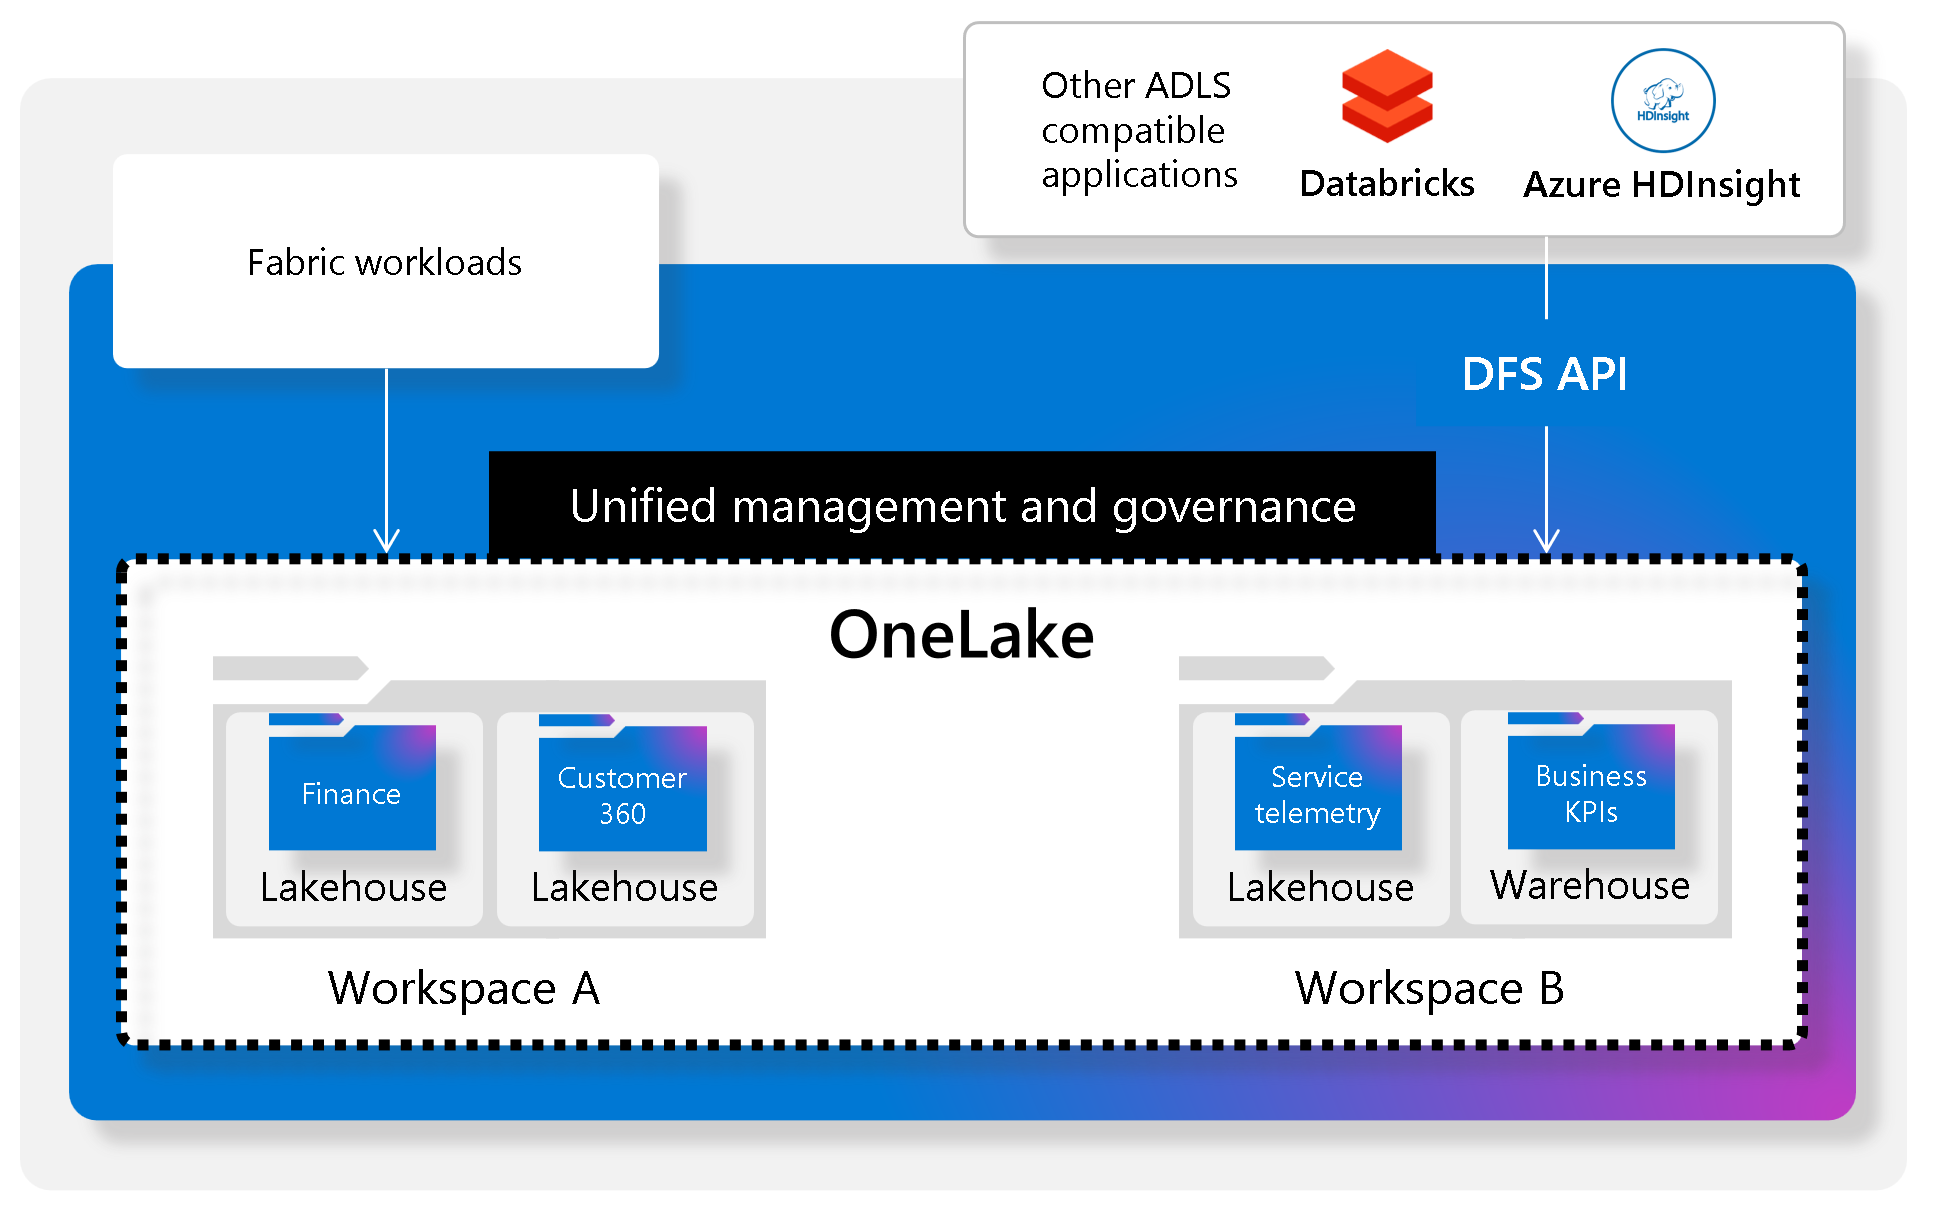 Other ADLS
compatible
applications
HDInsight
Databricks
Azure HDInsight
Fabric workloads
DFS API
Unified management and governance
OneLake
Finance
Lakehouse
Customer
360
Lakehouse
Workspace A
Service
telemetry
Lakehouse
Business
KPIs
Warehouse
Workspace B